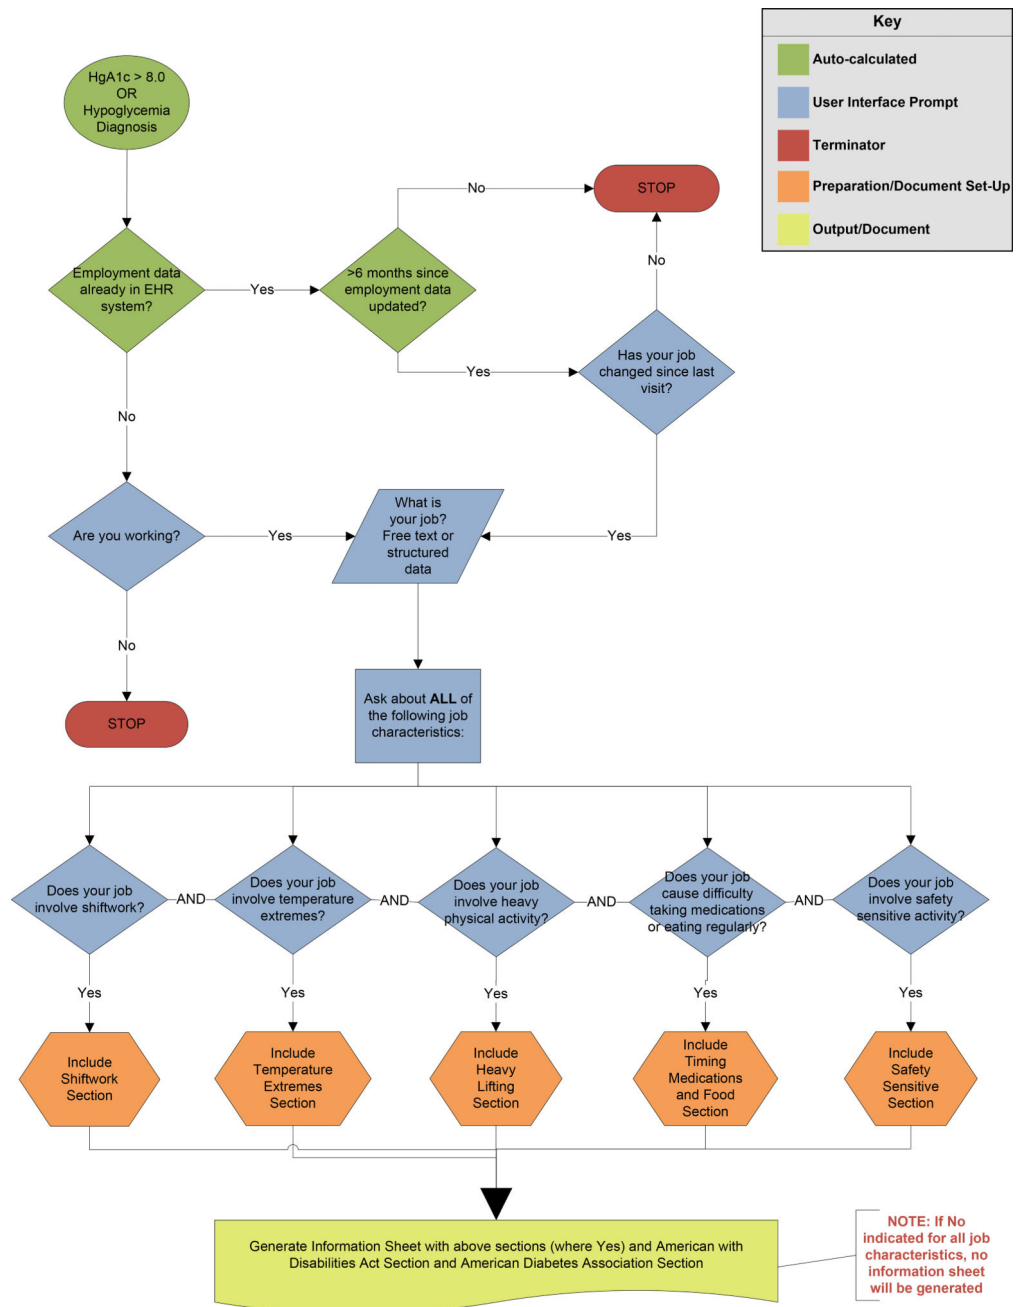 Key
Auto-calculated
User Interface Prompt
Terminator
Preparation/Document Set-Up
Output/Document
HgA1c > 8.0
OR
Hypoglycemia
Diagnosis
No
STOP
Employment data
already in EHR
system?
Yes
>6 months since
employment data
updated?
No
Yes
Has your job
changed since last
visit?
No
Are you working?
Yes
What is
your job?
Free text or
structured
data
Yes
No
STOP
Ask about ALL of
the following job
characteristics:
Does your job
involve shiftwork?
AND
Does your job
involve temperature
extremes?
AND
Does your job
involve heavy
physical activity?
AND
Does your job
cause difficulty
taking medications
or eating regularly?
AND
Does your job
involve safety
sensitive activity?
Yes
Yes
Yes
Yes
Yes
Include
Shiftwork
Section
Include
Temperature
Extremes
Section
Include
Heavy
Lifting
Section
Include
Timing
Medications
and Food
Section
Include
Safety
Sensitive
Section
Generate Information Sheet with above sections (where Yes) and American with
Disabilities Act Section and American Diabetes Association Section
NOTE: If No
indicated for all job
characteristics, no
information sheet
will be generated